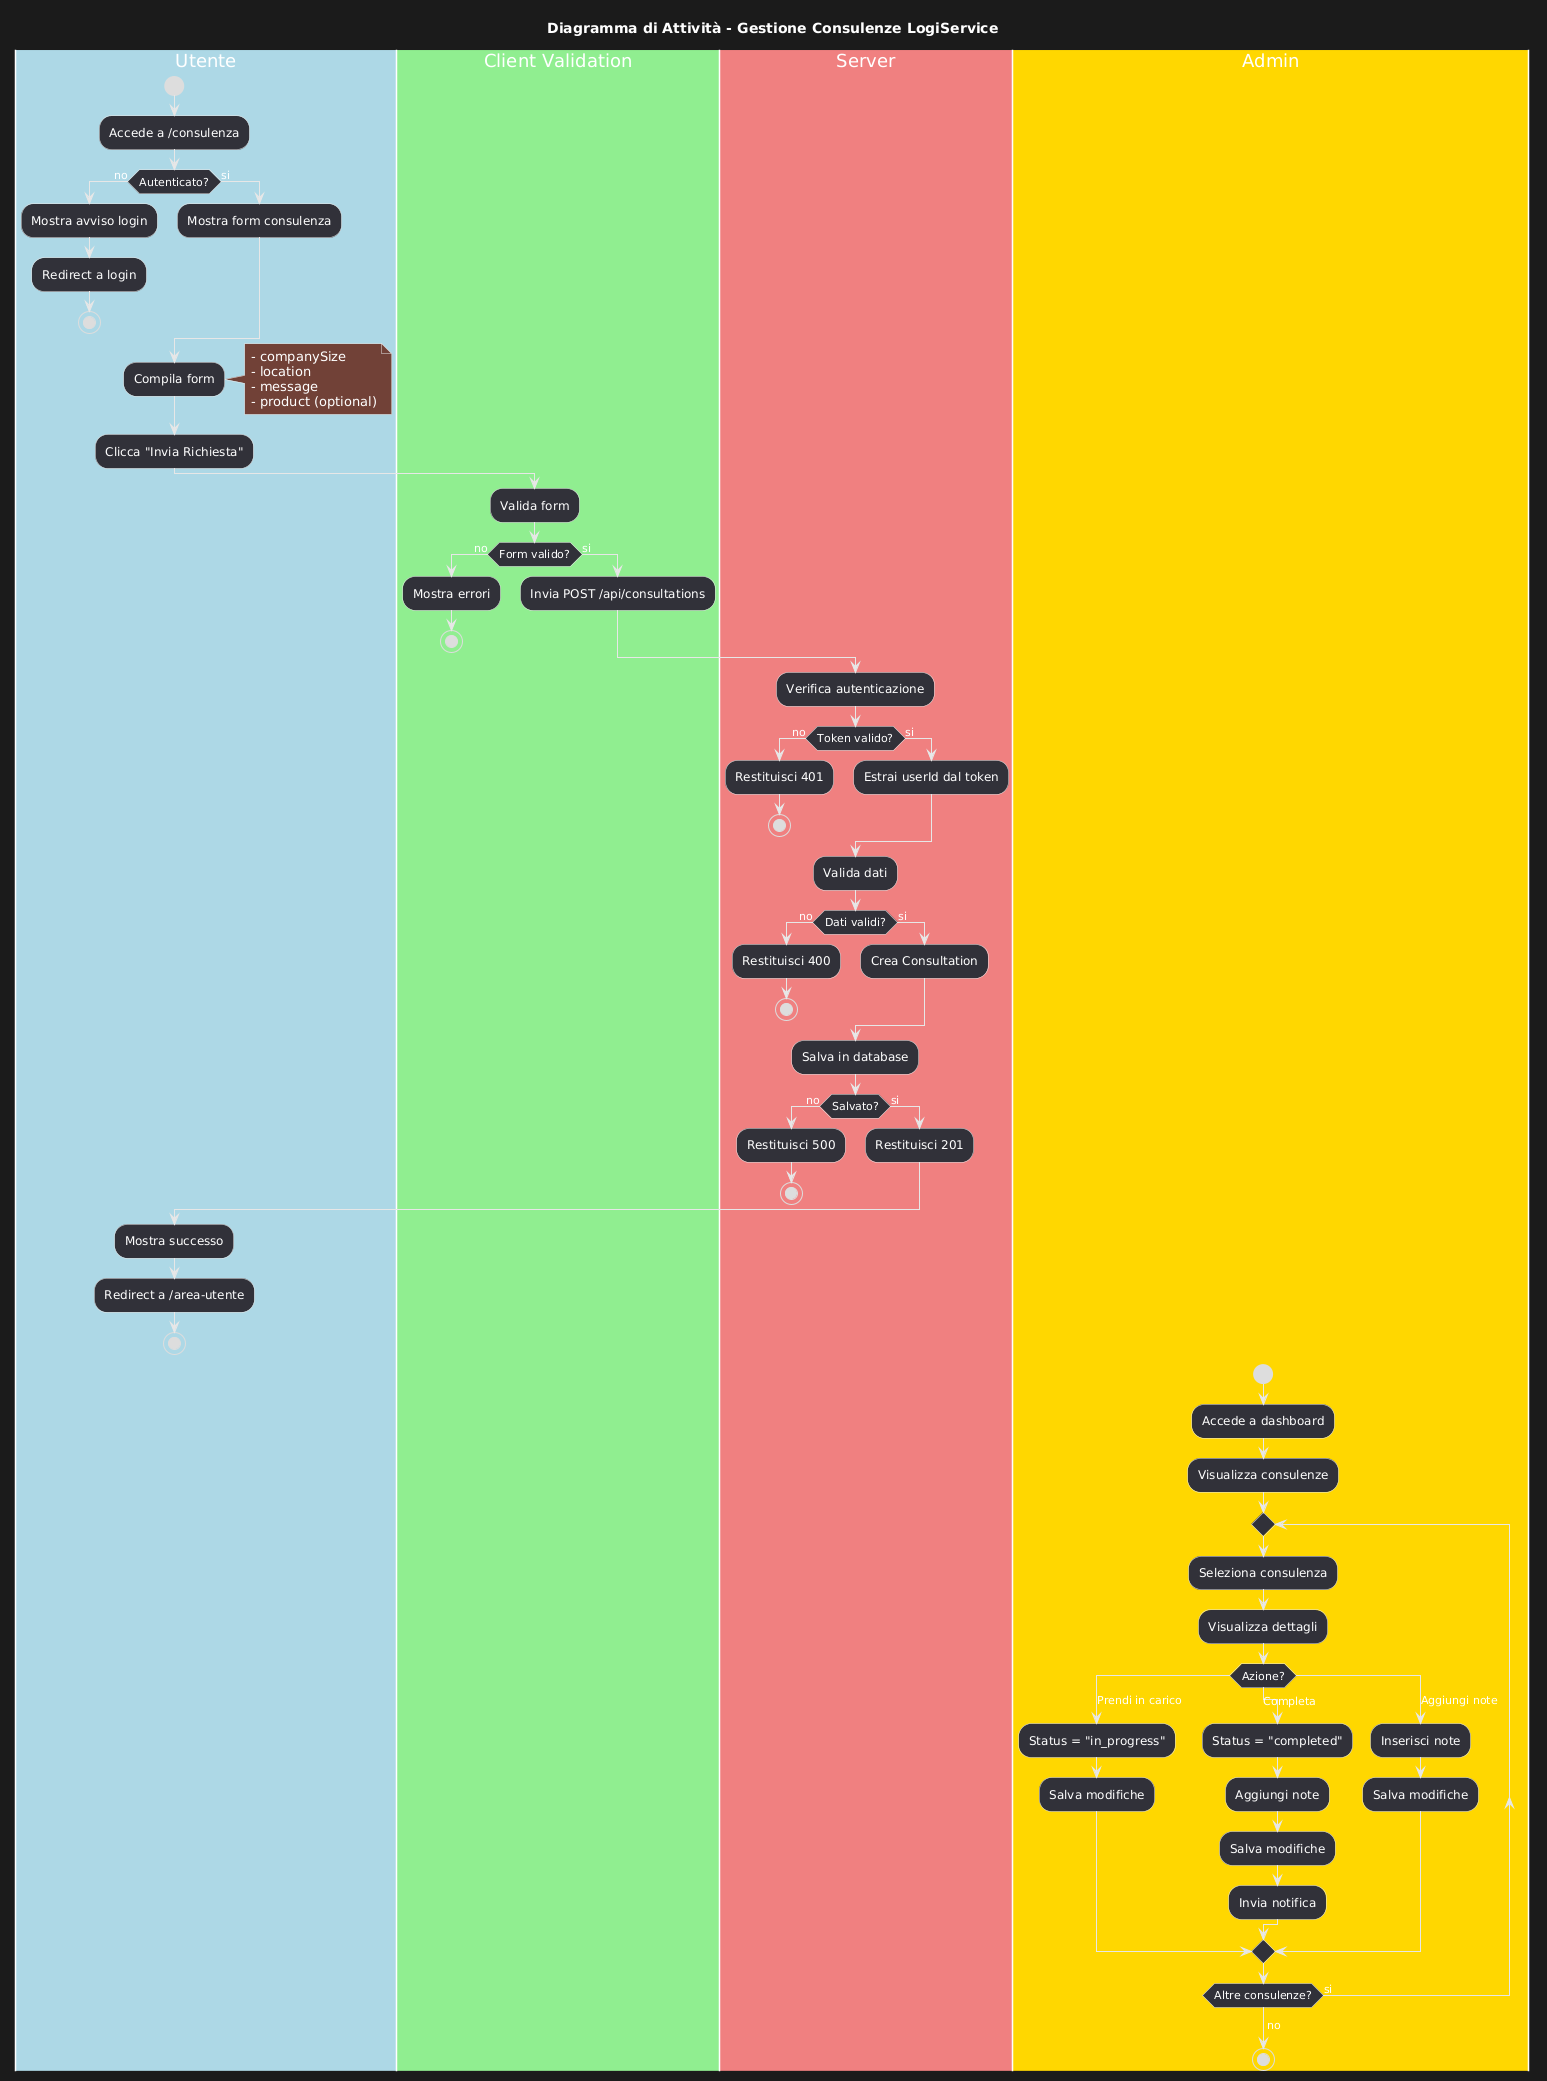 Diagramma di Attività - Gestione Consulenze LogiService
Utente
Client Validation
Server
Admin
Accede a /consulenza
no
Autenticato?
si
Mostra avviso login
Mostra form consulenza
Redirect a login
Compila form
- companySize
- location
- message
- product (optional)
Clicca "Invia Richiesta"
Valida form
no
Form valido?
si
Mostra errori
Invia POST /api/consultations
Verifica autenticazione
no
Token valido?
si
Restituisci 401
Estrai userId dal token
Valida dati
no
Dati validi?
si
Restituisci 400
Crea Consultation
Salva in database
no
Salvato?
si
Restituisci 500
Restituisci 201
Mostra successo
Redirect a /area-utente
Accede a dashboard
Visualizza consulenze
Seleziona consulenza
Visualizza dettagli
Azione?
Prendi in carico
Completa
Aggiungi note
Status = "in_progress"
Status = "completed"
Inserisci note
Salva modifiche
Aggiungi note
Salva modifiche
Salva modifiche
Invia notifica
Altre consulenze?
si
no